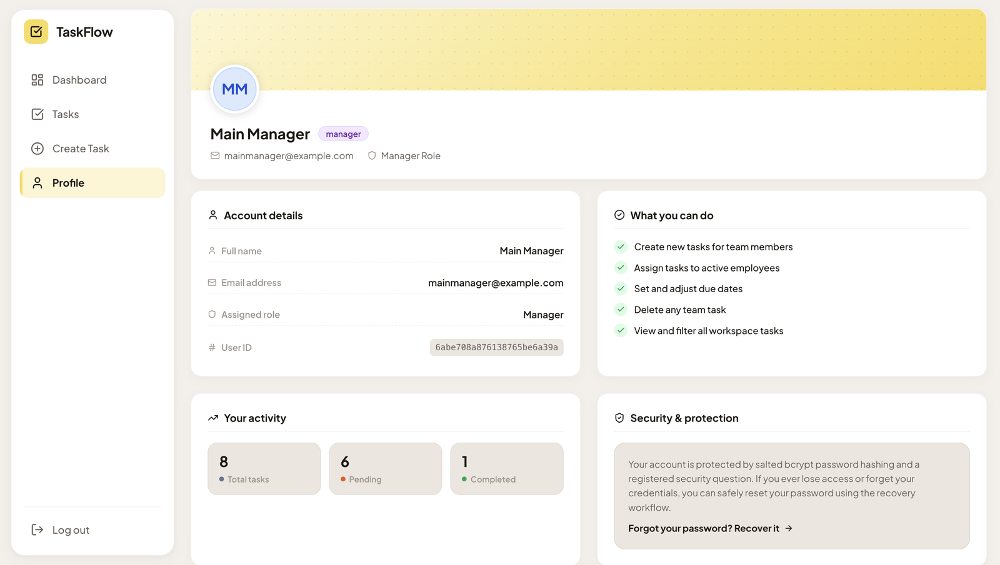 TaskFlow
Dashboard
Tasks
Create Task
Profile
Log out
MM
Main Manager manager
mainmanager@example.com Manager Role
Account details
Full name Main Manager
Email address mainmanager@example.com
Assigned role Manager
# User ID 6abe708a876138765be6a39a
What you can do
Create new tasks for team members
Assign tasks to active employees
Set and adjust due dates
Delete any team task
View and filter all workspace tasks
Your activity
8
Total tasks
6
Pending
1
Completed
Security & protection
Your account is protected by salted bcrypt password hashing and a
registered security question. If you ever lose access or forget your
credentials, you can safely reset your password using the recovery
workflow.
Forgot your password? Recover it →